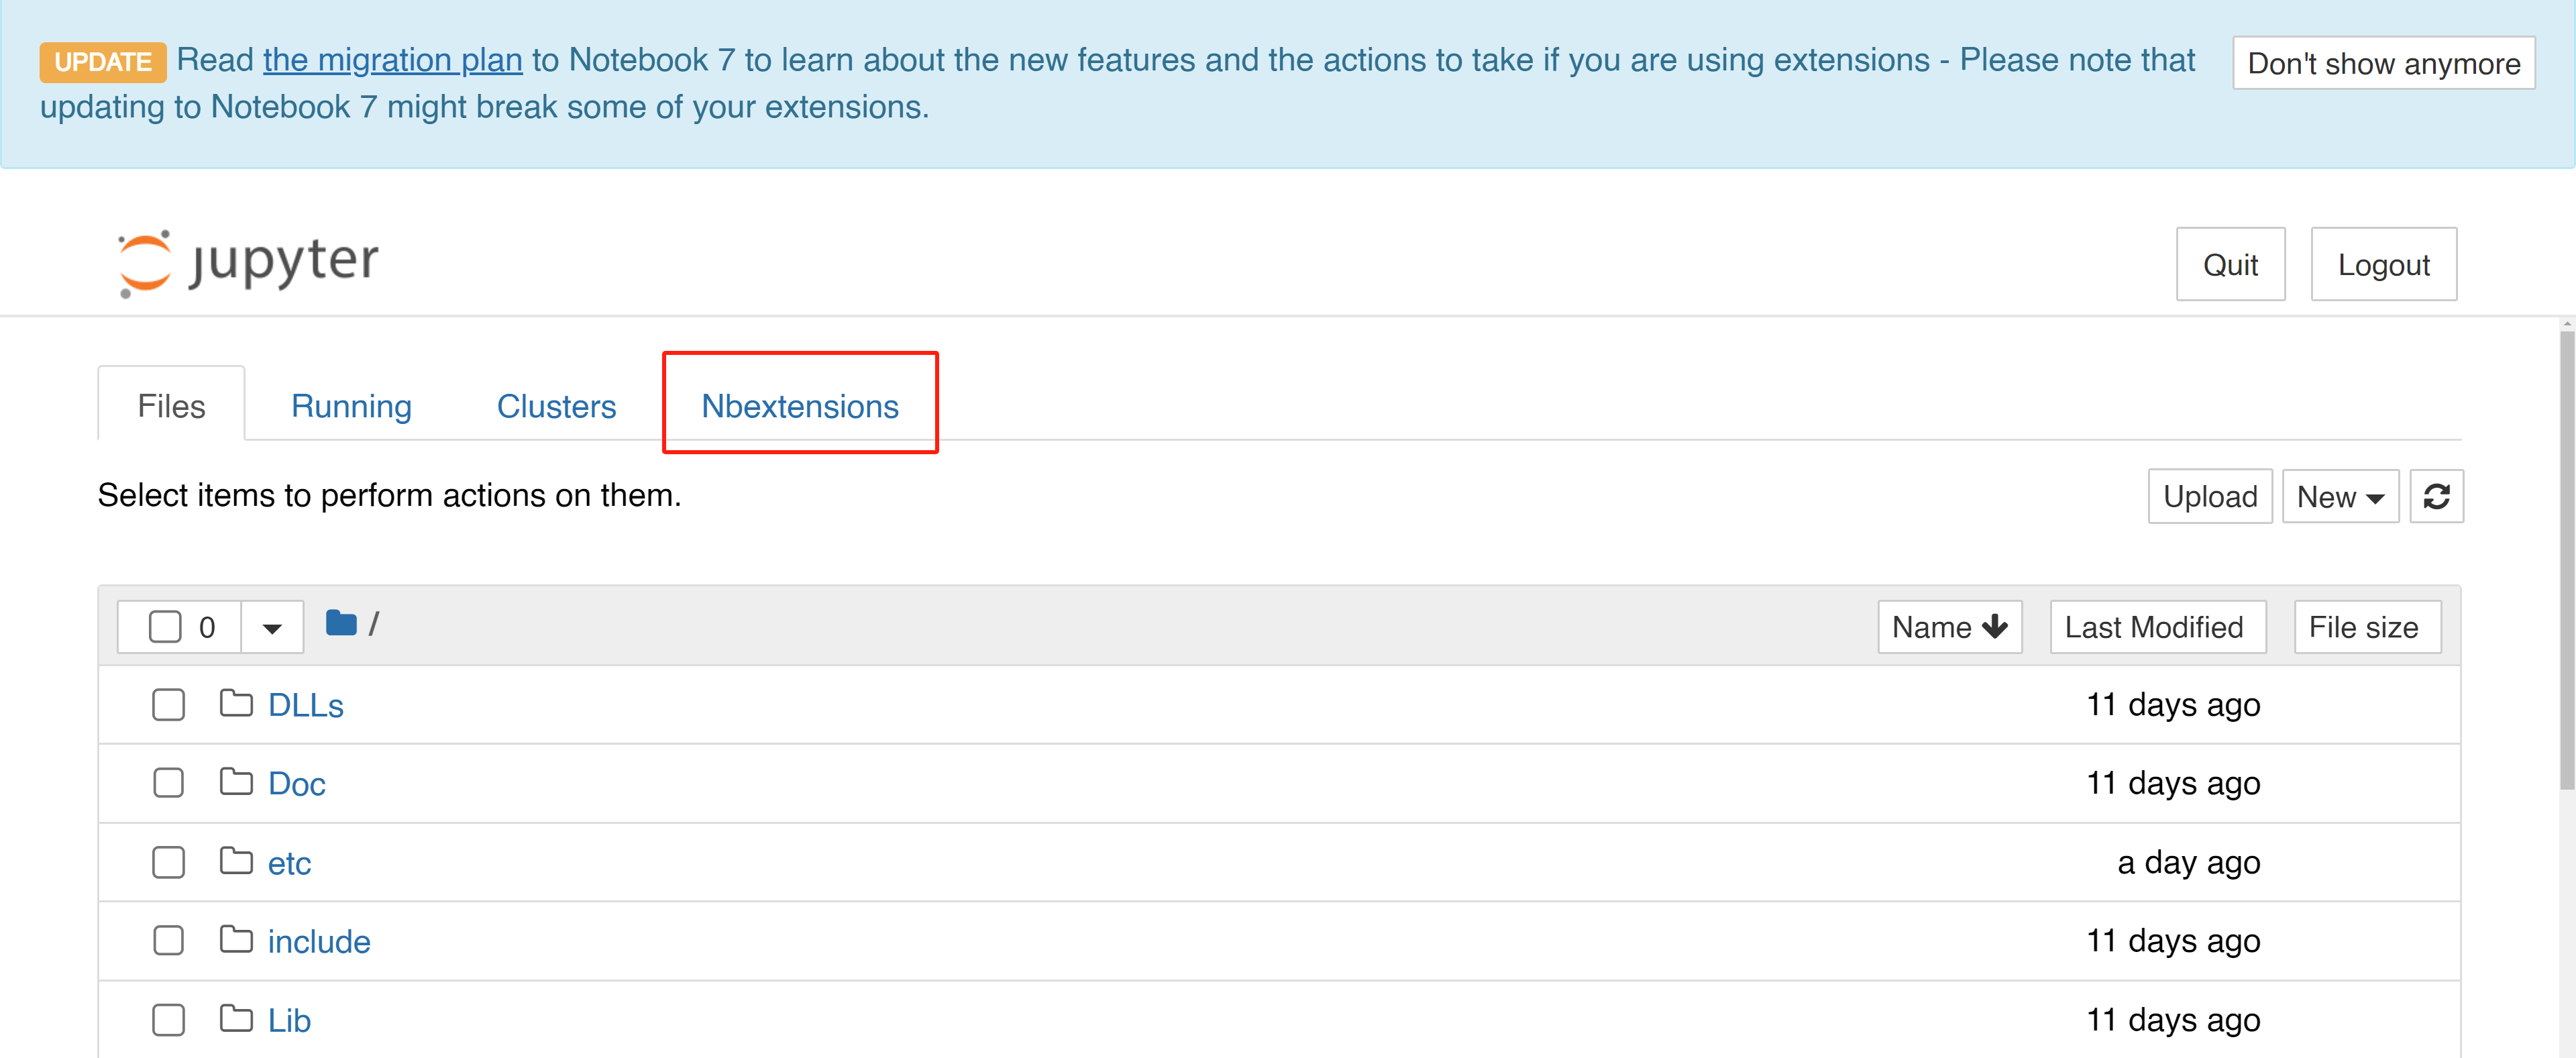 UPDATE Read the migration plan to Notebook 7 to learn about the new features and the actions to take if you are using extensions - Please note that
updating to Notebook 7 might break some of your extensions.
Don't show anymore
jupyter
Quit
Logout
Files
Running
Clusters
Nbextensions
Select items to perform actions on them.
Upload
New
0
/
Name
Last Modified
File size
DLLs
11 days ago
Doc
11 days ago
etc
a day ago
include
11 days ago
Lib
11 days ago